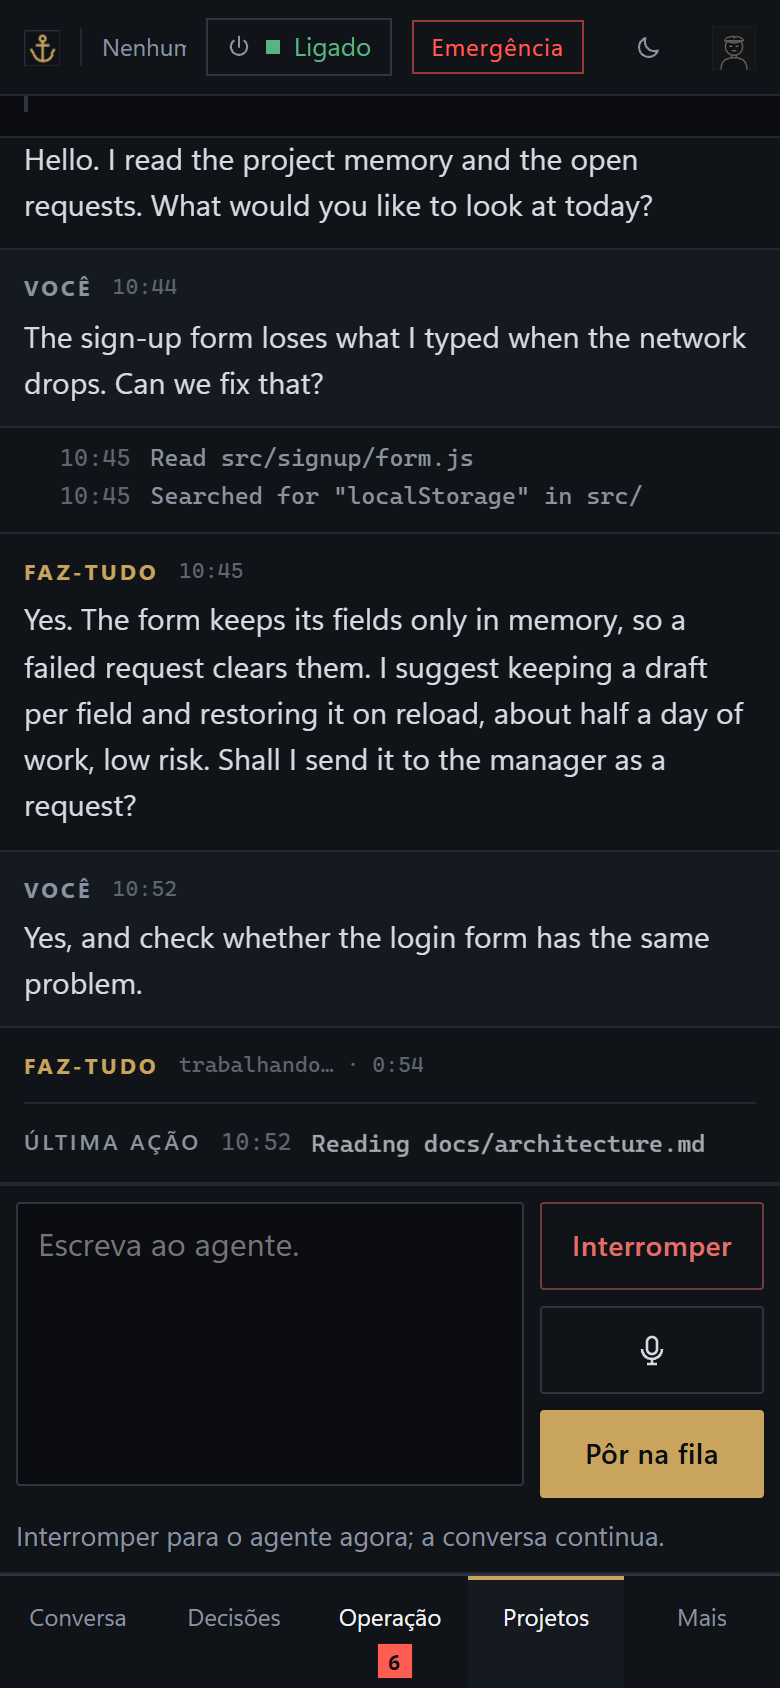 Nenhum
Ligado
Emergência
Hello. I read the project memory and the open
requests. What would you like to look at today?
VOCÊ 10:44
The sign-up form loses what I typed when the network
drops. Can we fix that?
10:45 Read src/signup/form.js
10:45 Searched for "localStorage" in src/
FAZ-TUDO 10:45
Yes. The form keeps its fields only in memory, so a
failed request clears them. I suggest keeping a draft
per field and restoring it on reload, about half a day of
work, low risk. Shall I send it to the manager as a
request?
VOCÊ 10:52
Yes, and check whether the login form has the same
problem.
FAZ-TUDO trabalhando… · 0:54
ÚLTIMA AÇÃO 10:52 Reading docs/architecture.md
Escreva ao agente.
Interromper
Pôr na fila
Interromper para o agente agora; a conversa continua.
Conversa
Decisões
Operação
6
Projetos
Mais